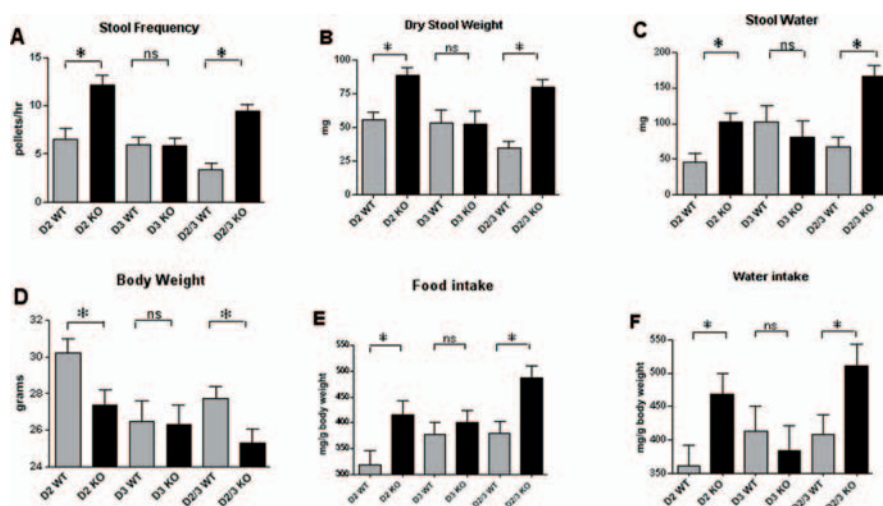 A
Stool Frequency
pellets/hr
15
10
5
0
*
ns
*
D2 WT
D2 KO
D3 WT
D3 KO
D2/3 WT
D2/3 KO
B
Dry Stool Weight
mg
100
75
50
25
0
*
ns
*
D2 WT
D2 KO
D3 WT
D3 KO
D2/3 WT
D2/3 KO
C
Stool Water
mg
200
150
100
50
0
*
ns
*
D2 WT
D2 KO
D3 WT
D3 KO
D2/3 WT
D2/3 KO
D
Body Weight
grams
32
30
28
26
24
*
ns
*
D2 WT
D2 KO
D3 WT
D3 KO
D2/3 WT
D2/3 KO
E
Food intake
mg/g body weight
550
500
450
400
350
300
*
ns
*
D2 WT
D2 KO
D3 WT
D3 KO
D2/3 WT
D2/3 KO
F
Water intake
mg/g body weight
550
500
450
400
350
*
ns
*
D2 WT
D2 KO
D3 WT
D3 KO
D2/3 WT
D2/3 KO